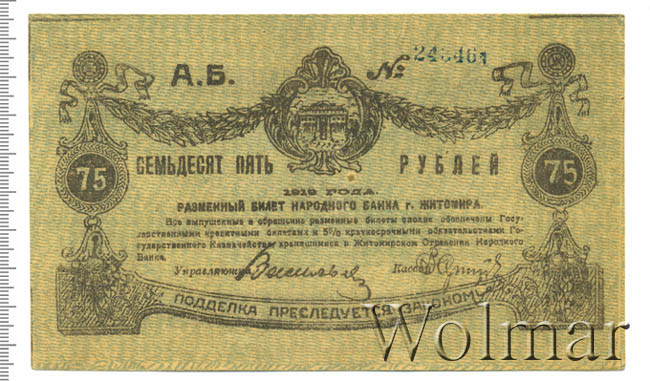 А.Б. № 248461
СЕМЬДЕСЯТ ПЯТЬ РУБЛЕЙ
75 75
1919 ГОДА.
РАЗМЕННЫЙ БИЛЕТ НАРОДНОГО БАНКА г. ЖИТОМИРА.
Все выпущенные в обращение разменные билеты вполне обеспечены Госу-
дарственными кредитными билетами и 5% краткосрочными обязательствами Го-
сударственного Казначейства хранящимися в Житомирском Отделении Народного
Банка.
Управляющий Кассир
ПОДДЕЛКА ПРЕСЛЕДУЕТСЯ ЗАКОНОМ
Wolmar